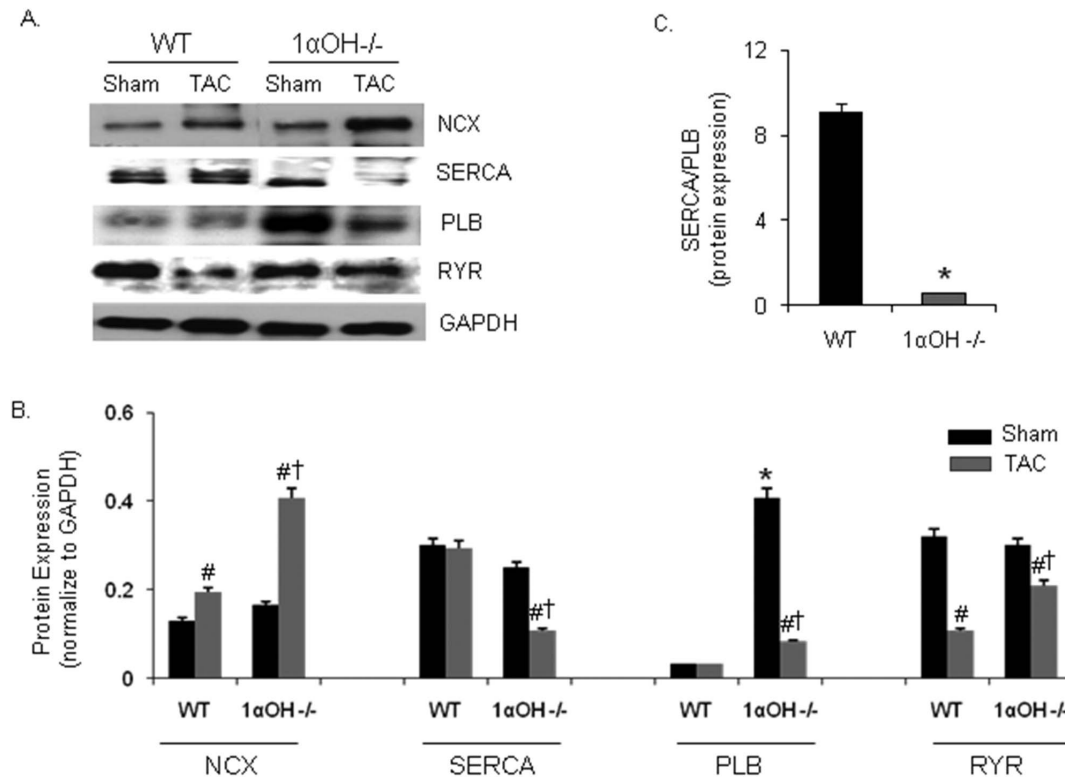 A.
WT 1αOH-/-
Sham TAC Sham TAC
NCX
SERCA
PLB
RYR
GAPDH
C.
SERCA/PLB
(protein expression)
12
8
4
0
*
WT 1αOH -/-
B.
Protein Expression
(normalize to GAPDH)
0.6
0.4
0.2
0
Sham
TAC
# #† #† * #† # #†
WT 1αOH -/- WT 1αOH -/- WT 1αOH -/- WT 1αOH -/-
NCX SERCA PLB RYR